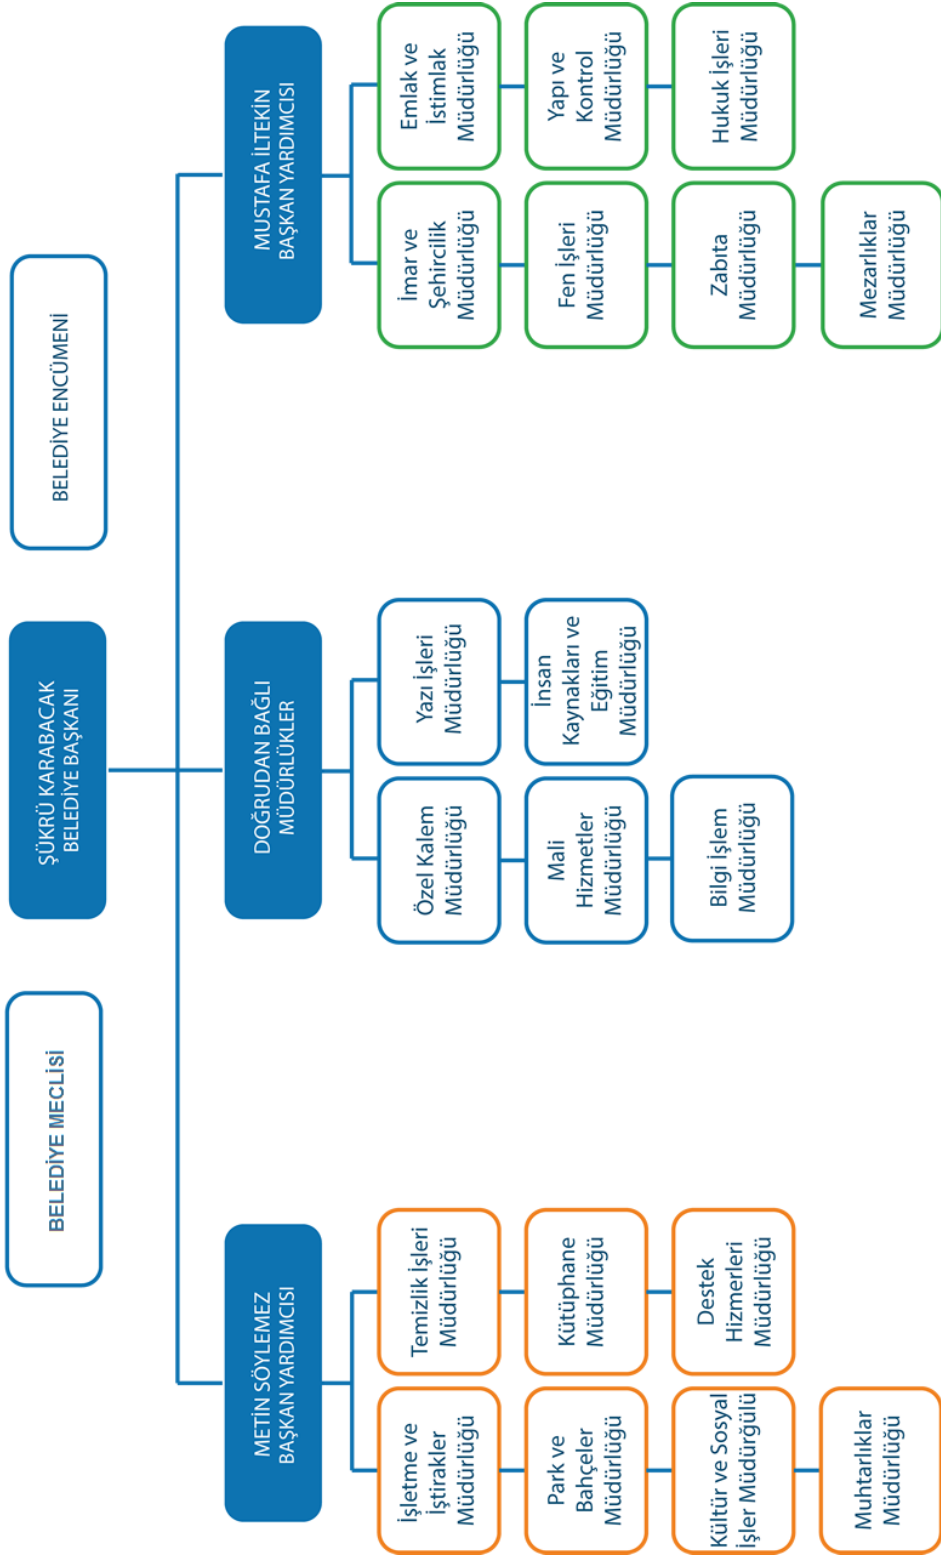 BELEDİYE MECLİSİ
ŞÜKRÜ KARABACAK
BELEDİYE BAŞKANI
BELEDİYE ENCÜMENİ
METİN SÖYLEMEZ
BAŞKAN YARDIMCISI
DOĞRUDAN BAĞLI
MÜDÜRLÜKLER
MUSTAFA İLTEKİN
BAŞKAN YARDIMCISI
İşletme ve
İştirakler
Müdürlüğü
Temizlik İşleri
Müdürlüğü
Park ve
Bahçeler
Müdürlüğü
Kütüphane
Müdürlüğü
Kültür ve Sosyal
İşler Müdürğülü
Destek
Hizmerleri
Müdürlüğü
Muhtarlıklar
Müdürlüğü
Özel Kalem
Müdürlüğü
Yazı İşleri
Müdürlüğü
Mali
Hizmetler
Müdürlüğü
İnsan
Kaynakları ve
Eğitim
Müdürlüğü
Bilgi İşlem
Müdürlüğü
İmar ve
Şehircilik
Müdürlüğü
Emlak ve
İstimlak
Müdürlüğü
Fen İşleri
Müdürlüğü
Yapı ve
Kontrol
Müdürlüğü
Zabıta
Müdürlüğü
Hukuk İşleri
Müdürlüğü
Mezarlıklar
Müdürlüğü